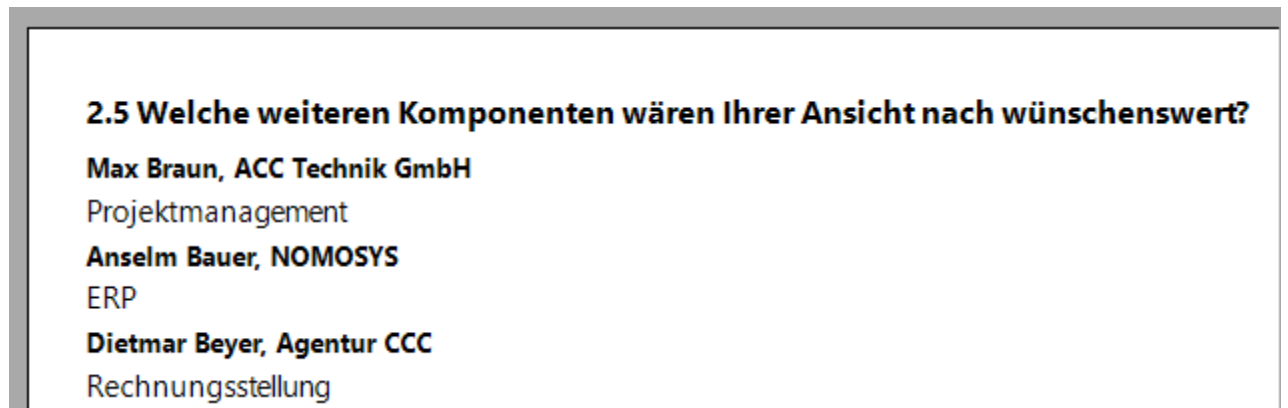 2.5 Welche weiteren Komponenten wären Ihrer Ansicht nach wünschenswert?
Max Braun, ACC Technik GmbH
Projektmanagement
Anselm Bauer, NOMOSYS
ERP
Dietmar Beyer, Agentur CCC
Rechnungsstellung